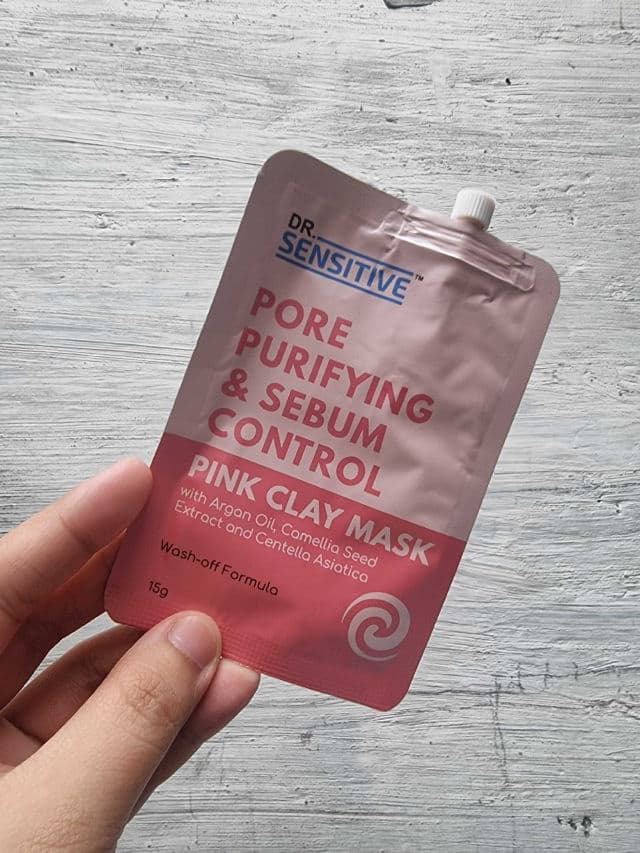 DR.
SENSITIVE™
PORE
PURIFYING
& SEBUM
CONTROL
PINK CLAY MASK
with Argan Oil, Camellia Seed
Extract and Centella Asiatica
Wash-off Formula
15g